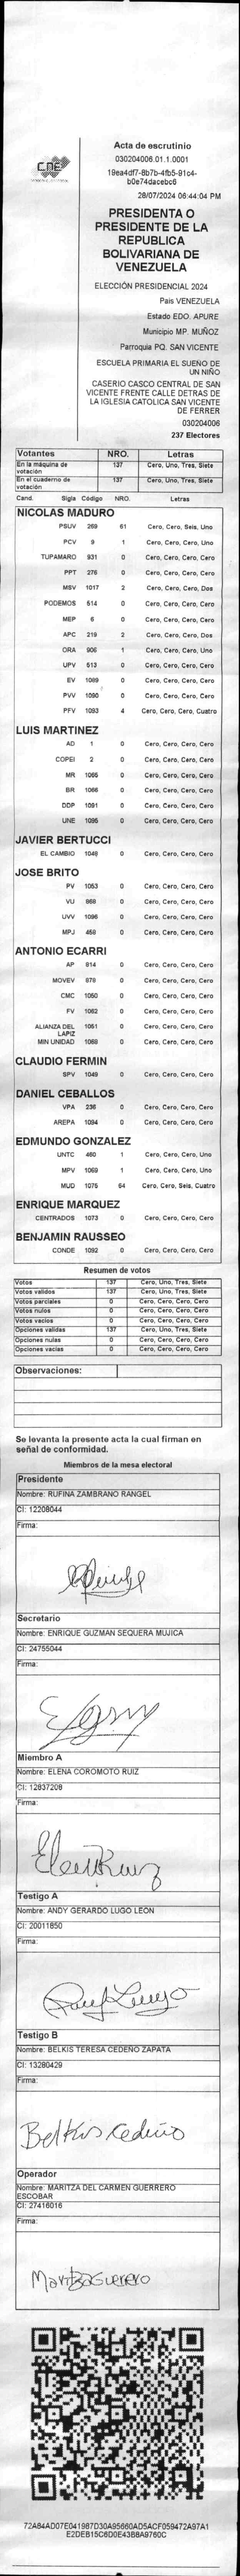 CNE
Acta de escrutinio
030204006.01.1.0001
19ea4df7-8b7b-4fb5-91c4-
b0e74dacebc6
28/07/2024 06:44:04 PM
PRESIDENTA O
PRESIDENTE DE LA
REPUBLICA
BOLIVARIANA DE
VENEZUELA
ELECCIÓN PRESIDENCIAL 2024
Pais VENEZUELA
Estado EDO. APURE
Municipio MP. MUÑOZ
Parroquia PQ. SAN VICENTE
ESCUELA PRIMARIA EL SUEÑO DE
UN NIÑO
CASERIO CASCO CENTRAL DE SAN
VICENTE FRENTE CALLE DETRAS DE
LA IGLESIA CATOLICA SAN VICENTE
DE FERRER
030204006
237 Electores
Votantes NRO. Letras
En la máquina de votación 137 Cero, Uno, Tres, Siete
En el cuaderno de votación 137 Cero, Uno, Tres, Siete
Cand. Sigla Código NRO. Letras
NICOLAS MADURO
PSUV 269 61 Cero, Cero, Seis, Uno
PCV 9 1 Cero, Cero, Cero, Uno
TUPAMARO 931 0 Cero, Cero, Cero, Cero
PPT 276 0 Cero, Cero, Cero, Cero
MSV 1017 2 Cero, Cero, Cero, Dos
PODEMOS 514 0 Cero, Cero, Cero, Cero
MEP 6 0 Cero, Cero, Cero, Cero
APC 219 2 Cero, Cero, Cero, Dos
ORA 906 1 Cero, Cero, Cero, Uno
UPV 513 0 Cero, Cero, Cero, Cero
EV 1089 0 Cero, Cero, Cero, Cero
PVV 1090 0 Cero, Cero, Cero, Cero
PFV 1093 4 Cero, Cero, Cero, Cuatro
LUIS MARTINEZ
AD 1 0 Cero, Cero, Cero, Cero
COPEI 2 0 Cero, Cero, Cero, Cero
MR 1065 0 Cero, Cero, Cero, Cero
BR 1066 0 Cero, Cero, Cero, Cero
DDP 1091 0 Cero, Cero, Cero, Cero
UNE 1095 0 Cero, Cero, Cero, Cero
JAVIER BERTUCCI
EL CAMBIO 1048 0 Cero, Cero, Cero, Cero
JOSE BRITO
PV 1053 0 Cero, Cero, Cero, Cero
VU 968 0 Cero, Cero, Cero, Cero
UVV 1096 0 Cero, Cero, Cero, Cero
MPJ 458 0 Cero, Cero, Cero, Cero
ANTONIO ECARRI
AP 814 0 Cero, Cero, Cero, Cero
MOVEV 979 0 Cero, Cero, Cero, Cero
CMC 1050 0 Cero, Cero, Cero, Cero
FV 1062 0 Cero, Cero, Cero, Cero
ALIANZA DEL LAPIZ 1051 0 Cero, Cero, Cero, Cero
MIN UNIDAD 1068 0 Cero, Cero, Cero, Cero
CLAUDIO FERMIN
SPV 1049 0 Cero, Cero, Cero, Cero
DANIEL CEBALLOS
VPA 236 0 Cero, Cero, Cero, Cero
AREPA 1094 0 Cero, Cero, Cero, Cero
EDMUNDO GONZALEZ
UNTC 460 1 Cero, Cero, Cero, Uno
MPV 1069 1 Cero, Cero, Cero, Uno
MUD 1075 64 Cero, Cero, Seis, Cuatro
ENRIQUE MARQUEZ
CENTRADOS 1073 0 Cero, Cero, Cero, Cero
BENJAMIN RAUSSEO
CONDE 1092 0 Cero, Cero, Cero, Cero
Resumen de votos
Votos 137 Cero, Uno, Tres, Siete
Votos validos 137 Cero, Uno, Tres, Siete
Votos parciales 0 Cero, Cero, Cero, Cero
Votos nulos 0 Cero, Cero, Cero, Cero
Votos vacios 0 Cero, Cero, Cero, Cero
Opciones validas 137 Cero, Uno, Tres, Siete
Opciones nulas 0 Cero, Cero, Cero, Cero
Opciones vacias 0 Cero, Cero, Cero, Cero
Observaciones:
Se levanta la presente acta la cual firman en
señal de conformidad.
Miembros de la mesa electoral
Presidente
Nombre: RUFINA ZAMBRANO RANGEL
CI: 12208044
Firma:
Secretario
Nombre: ENRIQUE GUZMAN SEQUERA MUJICA
CI: 24755044
Firma:
Miembro A
Nombre: ELENA COROMOTO RUIZ
CI: 12837208
Firma:
Elena Ruiz
Testigo A
Nombre: ANDY GERARDO LUGO LEON
CI: 20011850
Firma:
Testigo B
Nombre: BELKIS TERESA CEDEÑO ZAPATA
CI: 13280429
Firma:
Belkis Cedeño
Operador
Nombre: MARITZA DEL CARMEN GUERRERO
ESCOBAR
CI: 27416016
Firma:
Maritza Guerrero
72A84AD07E041987D30A95660AD5ACF059472A97A1
E2DEB15C6D0E43B8A9760C